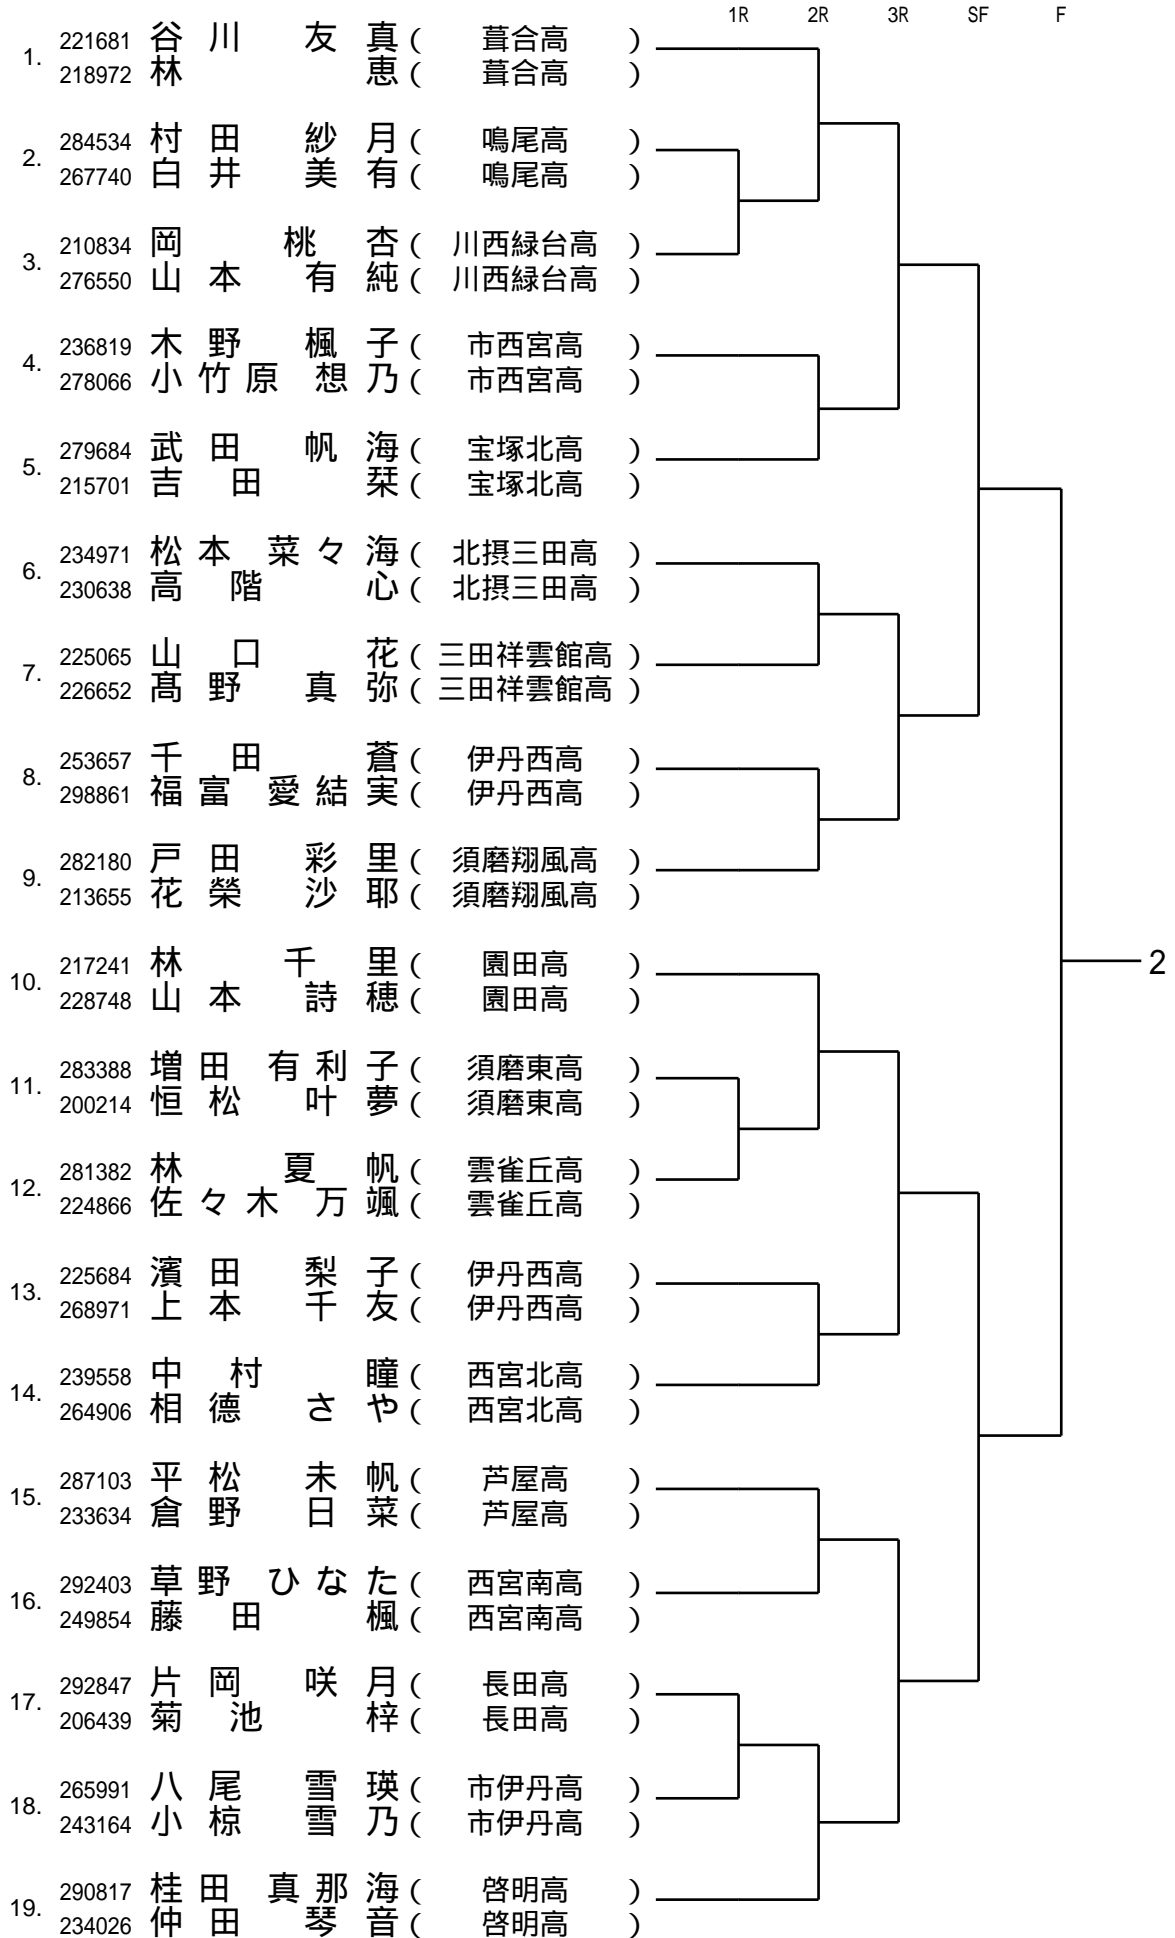 1R 2R 3R SF F
1. 221681 谷川 友真 ( 葺合高 )
218972 林 恵 ( 葺合高 )
2. 284534 村田 紗月 ( 鳴尾高 )
267740 白井 美有 ( 鳴尾高 )
3. 210834 岡 桃杏 ( 川西緑台高 )
276550 山本 有純 ( 川西緑台高 )
4. 236819 木野 楓子 ( 市西宮高 )
278066 小竹原 想乃 ( 市西宮高 )
5. 279684 武田 帆海 ( 宝塚北高 )
215701 吉田 栞 ( 宝塚北高 )
6. 234971 松本 菜々海 ( 北摂三田高 )
230638 高階 心 ( 北摂三田高 )
7. 225065 山口 花 ( 三田祥雲館高 )
226652 髙野 真弥 ( 三田祥雲館高 )
8. 253657 千田 蒼 ( 伊丹西高 )
298861 福富 愛結実 ( 伊丹西高 )
9. 282180 戸田 彩里 ( 須磨翔風高 )
213655 花榮 沙耶 ( 須磨翔風高 )
10. 217241 林 千里 ( 園田高 )
228748 山本 詩穂 ( 園田高 )
2
11. 283388 増田 有利子 ( 須磨東高 )
200214 恒松 叶夢 ( 須磨東高 )
12. 281382 林 夏帆 ( 雲雀丘高 )
224866 佐々木 万颯 ( 雲雀丘高 )
13. 225684 濱田 梨子 ( 伊丹西高 )
268971 上本 千友 ( 伊丹西高 )
14. 239558 中村 瞳 ( 西宮北高 )
264906 相德 さや ( 西宮北高 )
15. 287103 平松 未帆 ( 芦屋高 )
233634 倉野 日菜 ( 芦屋高 )
16. 292403 草野 ひなた ( 西宮南高 )
249854 藤田 楓 ( 西宮南高 )
17. 292847 片岡 咲月 ( 長田高 )
206439 菊池 梓 ( 長田高 )
18. 265991 八尾 雪瑛 ( 市伊丹高 )
243164 小椋 雪乃 ( 市伊丹高 )
19. 290817 桂田 真那海 ( 啓明高 )
234026 仲田 琴音 ( 啓明高 )